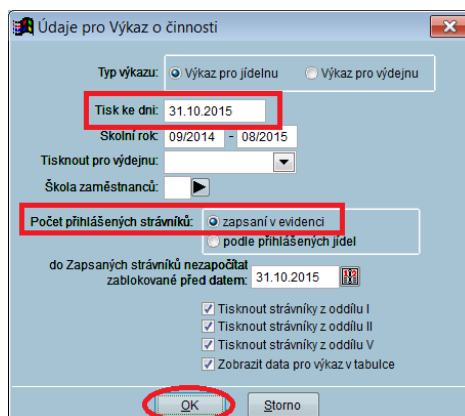 Údaje pro Výkaz o činnosti
Typ výkazu: Výkaz pro jídelnu Výkaz pro výdejnu
Tisk ke dni: 31.10.2015
Školní rok: 09/2014 - 08/2015
Tisknout pro výdejnu:
Škola zaměstnanců:
Počet přihlášených strávníků: zapsaní v evidenci
podle přihlášených jídel
do Zapsaných strávníků nezapočítat
zablokované před datem: 31.10.2015
Tisknout strávníky z oddílu I
Tisknout strávníky z oddílu II
Tisknout strávníky z oddílu V
Zobrazit data pro výkaz v tabulce
OK Storno